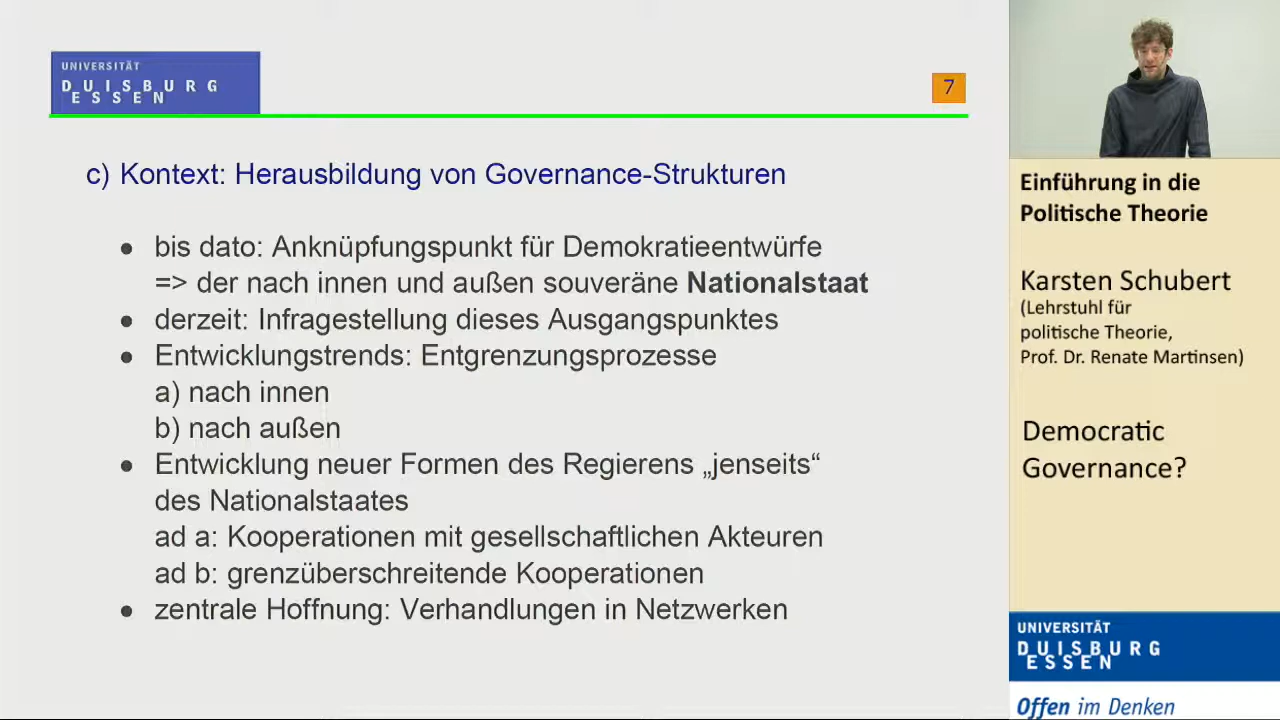 UNIVERSITÄT
DUISBURG
ESSEN
7
c) Kontext: Herausbildung von Governance-Strukturen
● bis dato: Anknüpfungspunkt für Demokratieentwürfe
=> der nach innen und außen souveräne Nationalstaat
● derzeit: Infragestellung dieses Ausgangspunktes
● Entwicklungstrends: Entgrenzungsprozesse
a) nach innen
b) nach außen
● Entwicklung neuer Formen des Regierens „jenseits“
des Nationalstaates
ad a: Kooperationen mit gesellschaftlichen Akteuren
ad b: grenzüberschreitende Kooperationen
● zentrale Hoffnung: Verhandlungen in Netzwerken
Einführung in die
Politische Theorie
Karsten Schubert
(Lehrstuhl für
politische Theorie,
Prof. Dr. Renate Martinsen)
Democratic
Governance?
UNIVERSITÄT
DUISBURG
ESSEN
Offen im Denken